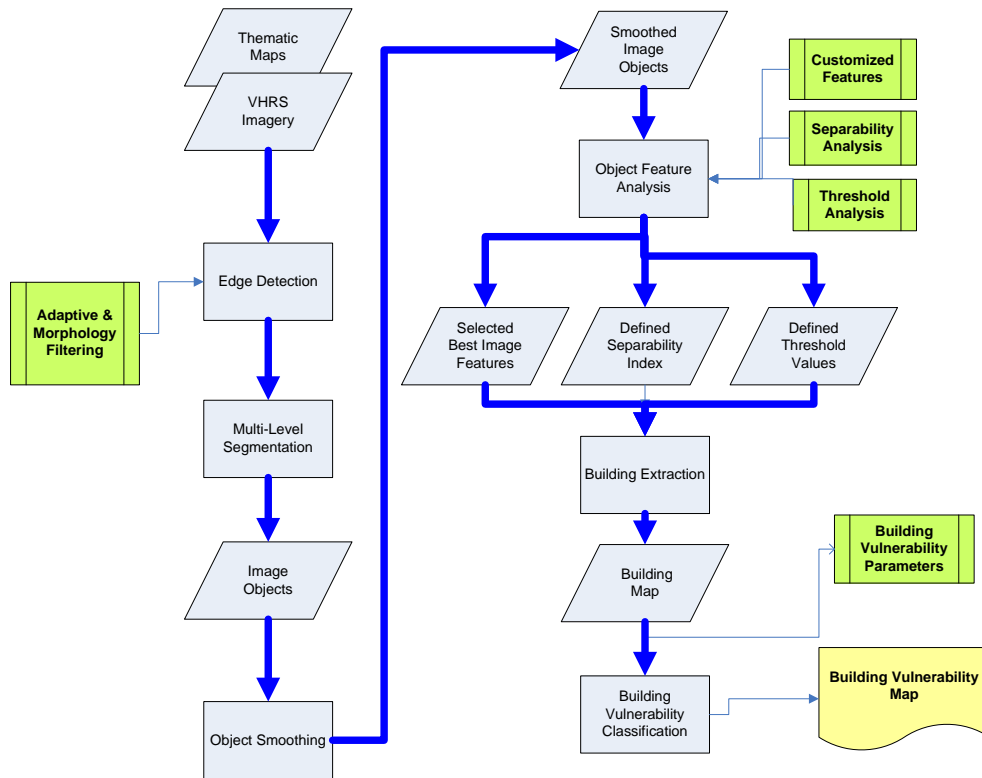 Thematic
Maps
VHRS
Imagery
Edge Detection
Adaptive &
Morphology
Filtering
Multi-Level
Segmentation
Image
Objects
Object Smoothing
Smoothed
Image
Objects
Customized
Features
Separability
Analysis
Threshold
Analysis
Object Feature
Analysis
Selected
Best Image
Features
Defined
Separability
Index
Defined
Threshold
Values
Building Extraction
Building
Map
Building
Vulnerability
Parameters
Building
Vulnerability
Classification
Building Vulnerability
Map